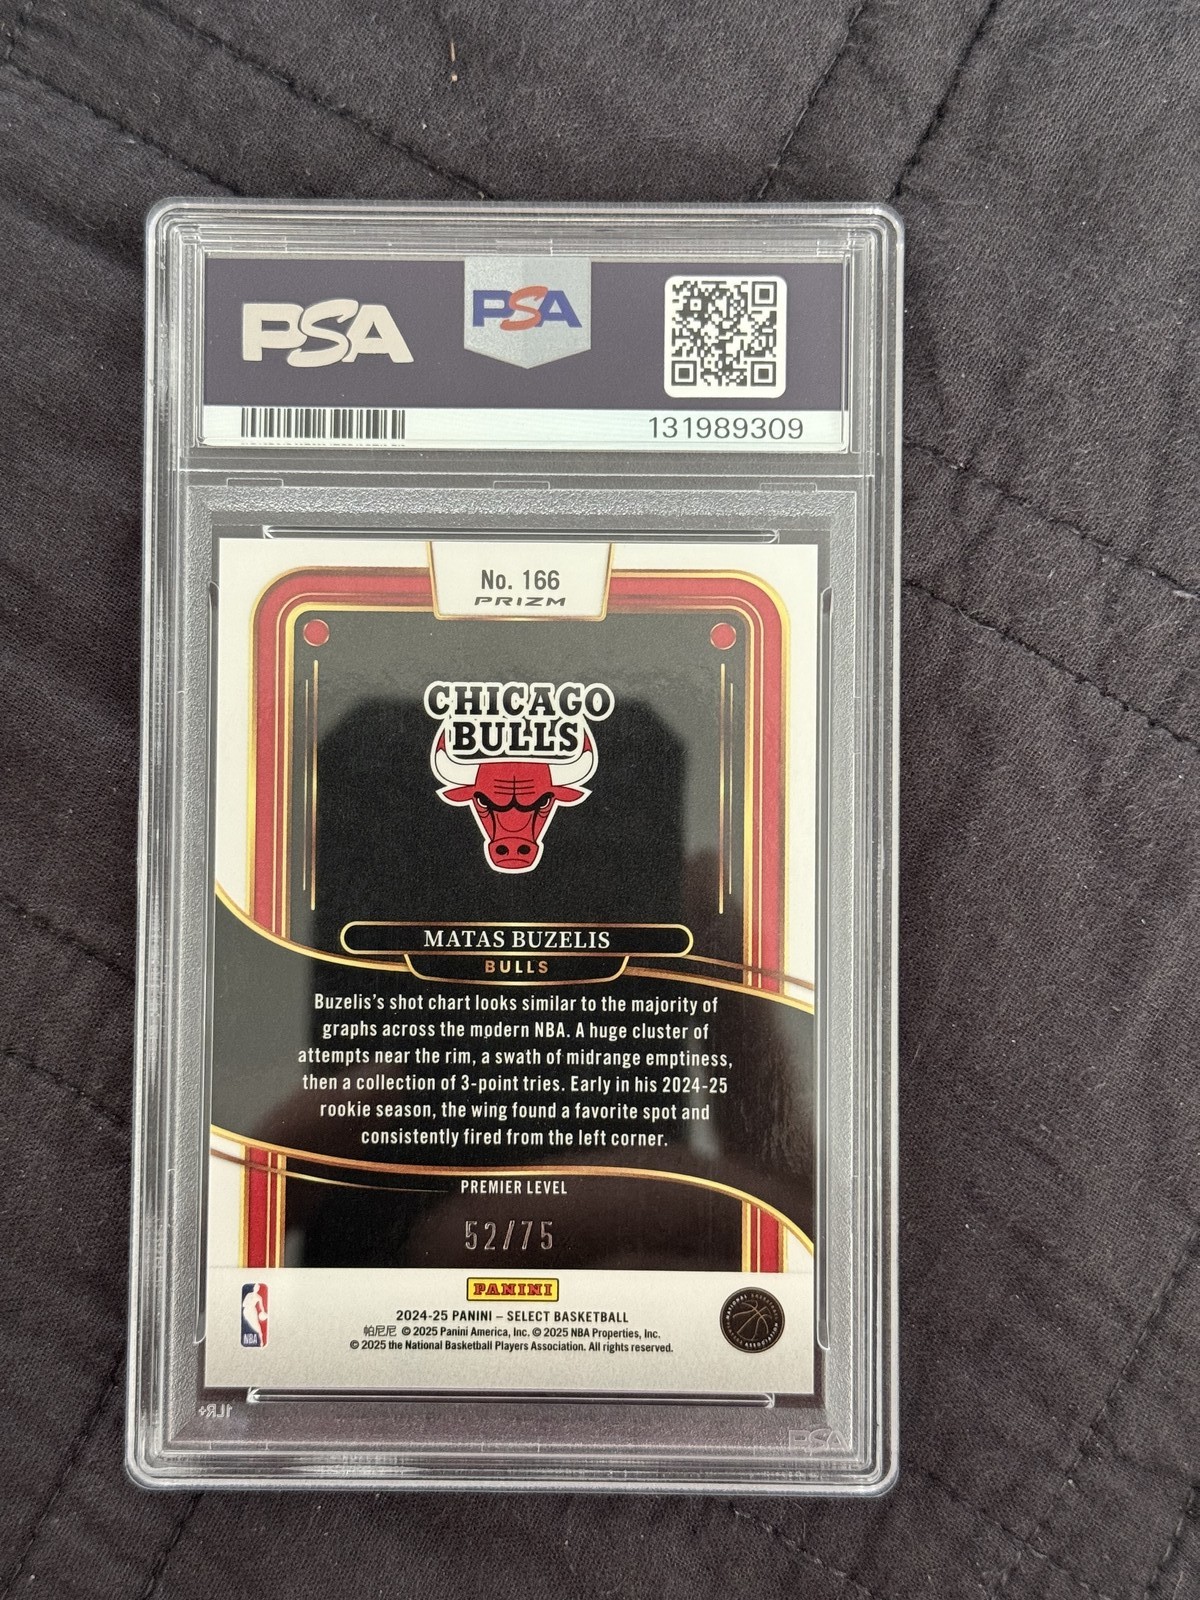 PSA
PSA
131989309
No. 166
PRIZM
CHICAGO
BULLS
MATAS BUZELIS
BULLS
Buzelis's shot chart looks similar to the majority of
graphs across the modern NBA. A huge cluster of
attempts near the rim, a swath of midrange emptiness,
then a collection of 3-point tries. Early in his 2024-25
rookie season, the wing found a favorite spot and
consistently fired from the left corner.
PREMIER LEVEL
52/75
PANINI
2024-25 PANINI – SELECT BASKETBALL
帕尼尼 © 2025 Panini America, Inc. © 2025 NBA Properties, Inc.
© 2025 the National Basketball Players Association. All rights reserved.
NBA
1LR+
PSA